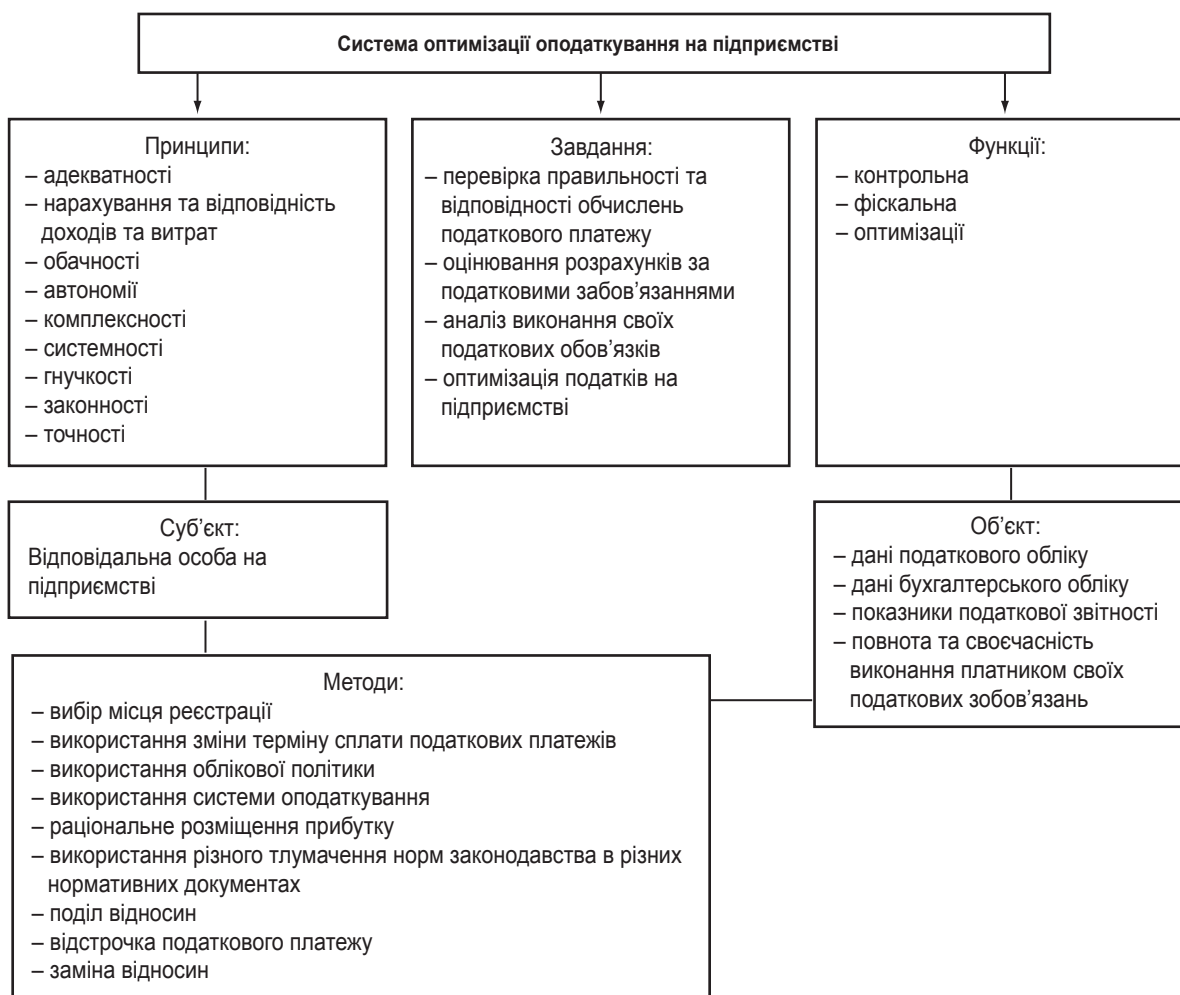 Система оптимізації оподаткування на підприємстві
Принципи:
– адекватності
– нарахування та відповідність
доходів та витрат
– обачності
– автономії
– комплексності
– системності
– гнучкості
– законності
– точності
Завдання:
– перевірка правильності та
відповідності обчислень
податкового платежу
– оцінювання розрахунків за
податковими забов’язаннями
– аналіз виконання своїх
податкових обов’язків
– оптимізація податків на
підприємстві
Функції:
– контрольна
– фіскальна
– оптимізації
Суб’єкт:
Відповідальна особа на
підприємстві
Об’єкт:
– дані податкового обліку
– дані бухгалтерського обліку
– показники податкової звітності
– повнота та своєчасність
виконання платником своїх
податкових зобов’язань
Методи:
– вибір місця реєстрації
– використання зміни терміну сплати податкових платежів
– використання облікової політики
– використання системи оподаткування
– раціональне розміщення прибутку
– використання різного тлумачення норм законодавства в різних
нормативних документах
– поділ відносин
– відстрочка податкового платежу
– заміна відносин